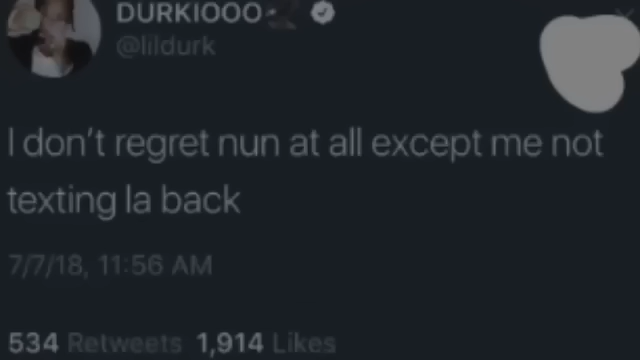 DURKIOOO
@lildurk
I don't regret nun at all except me not
texting la back
7/7/18, 11:56 AM
534 Retweets 1,914 Likes